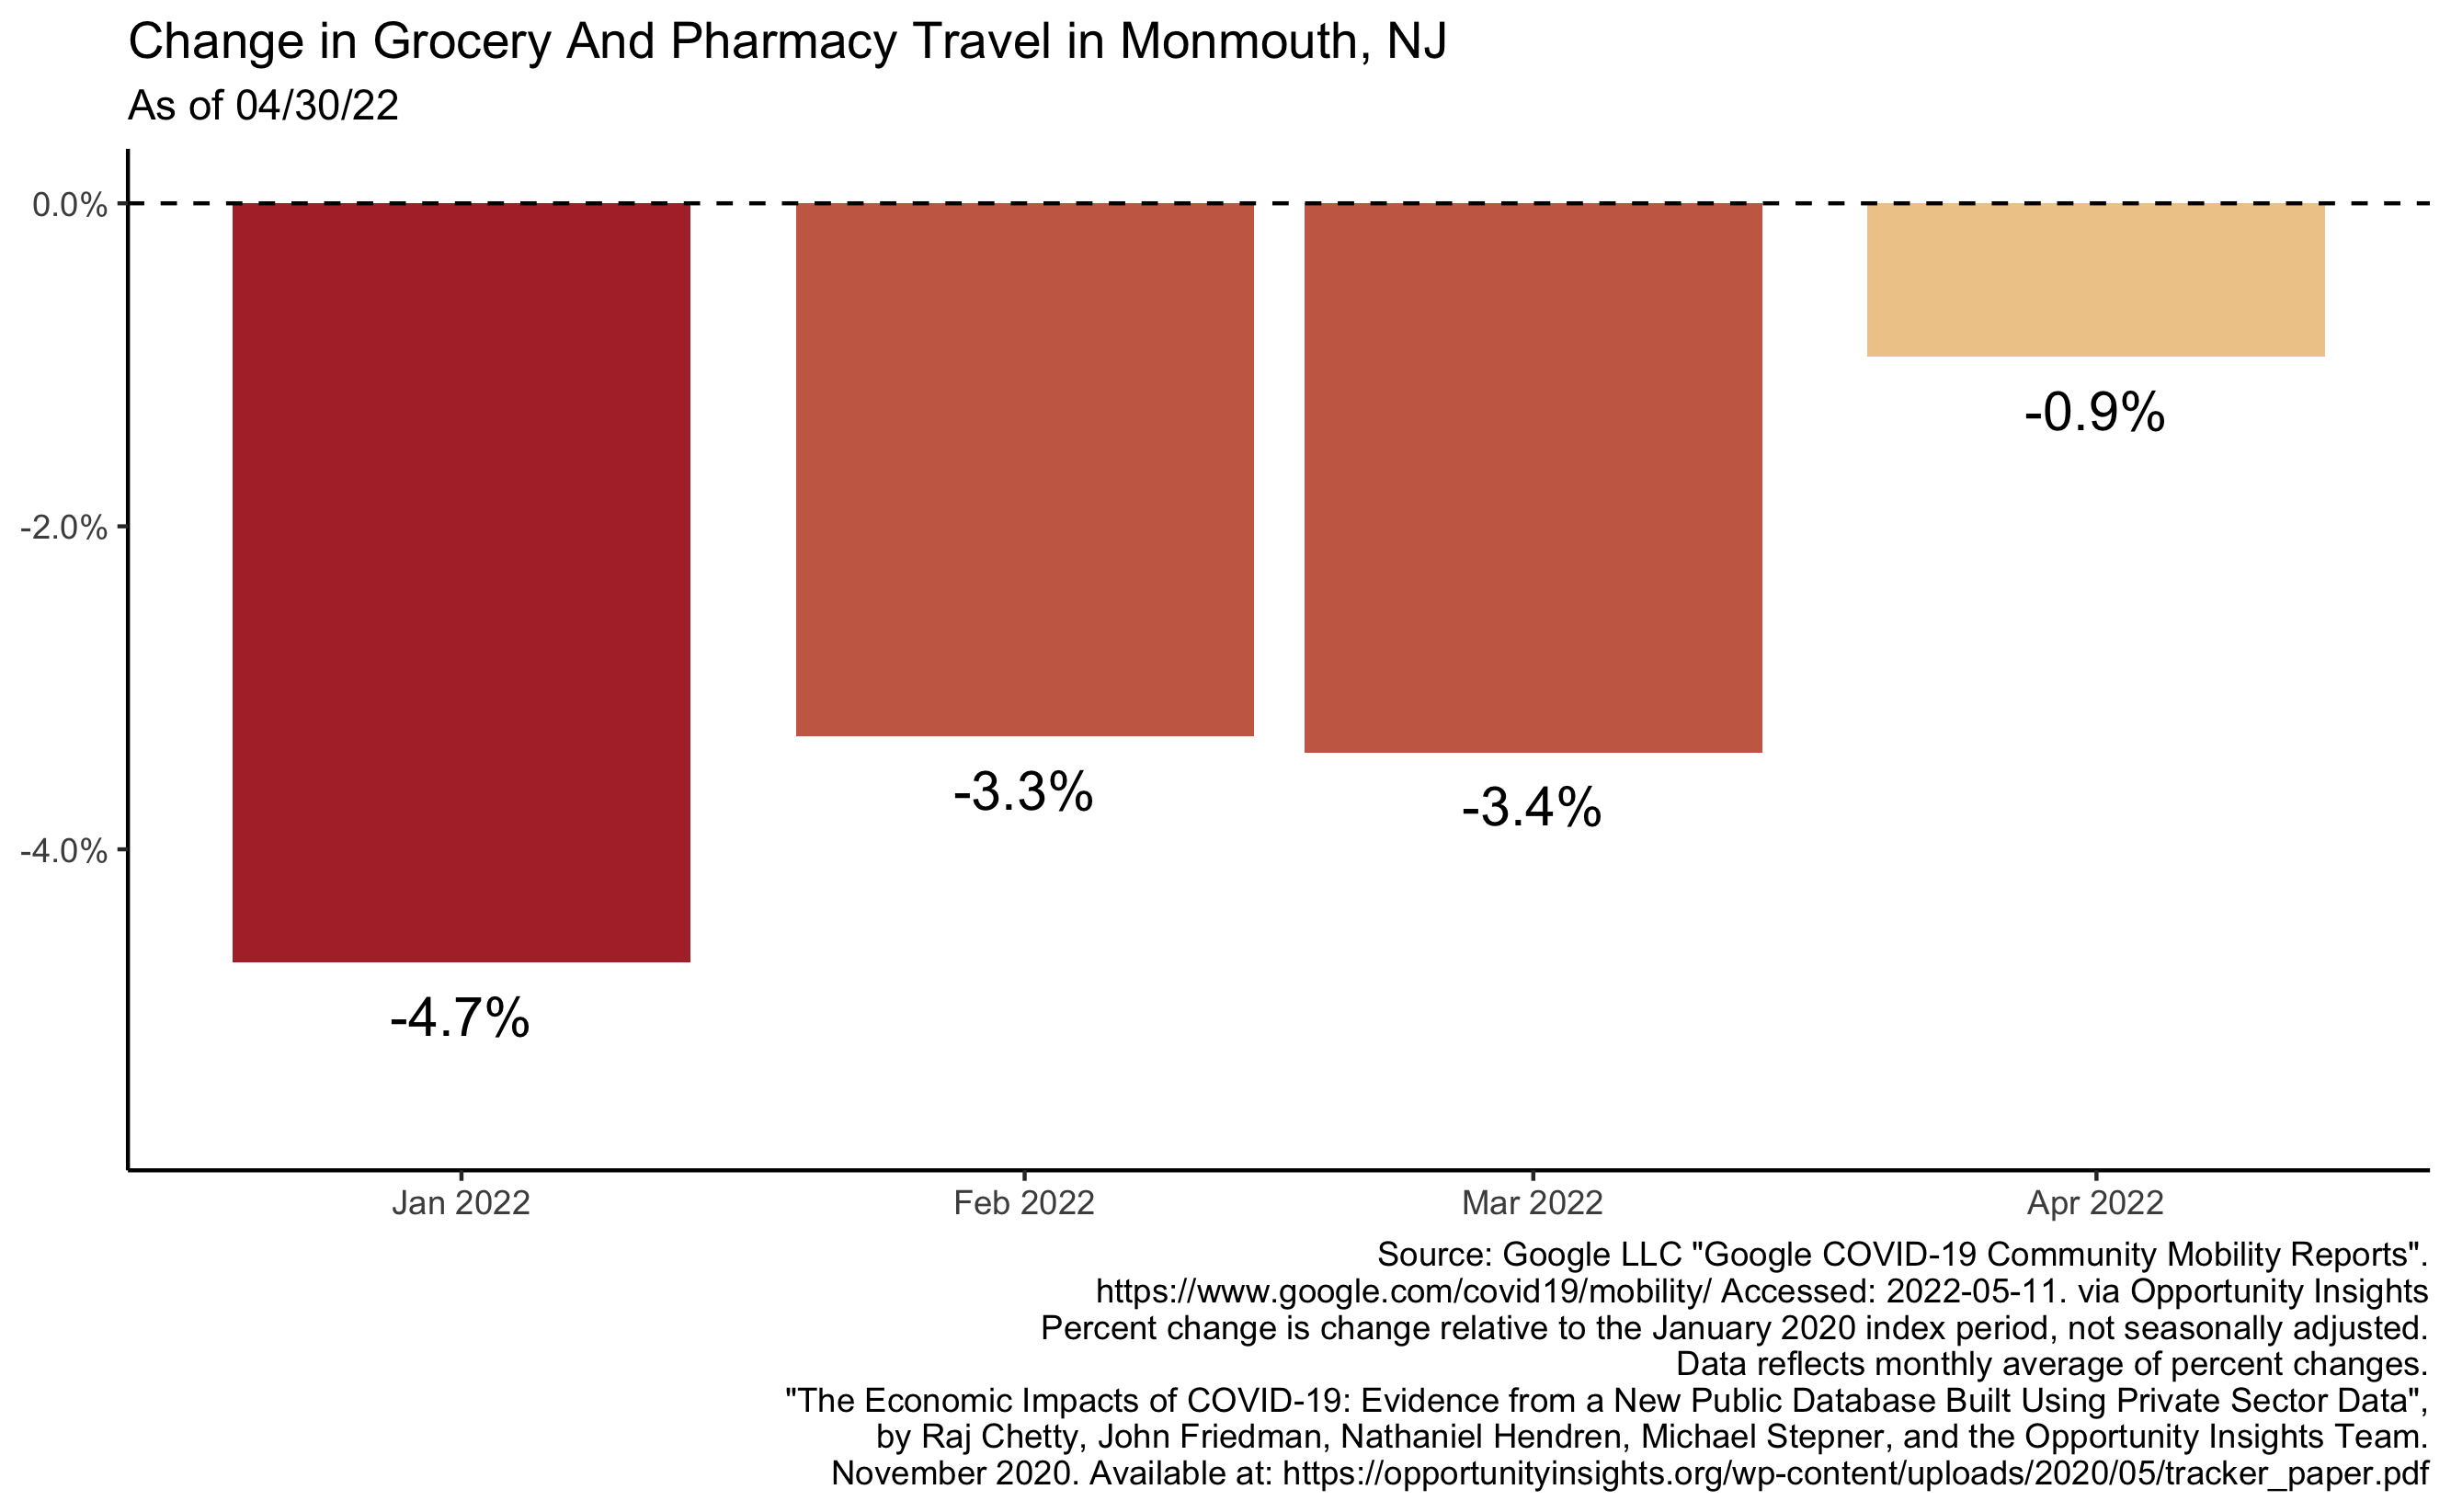 Change in Grocery And Pharmacy Travel in Monmouth, NJ
As of 04/30/22
0.0%
-2.0%
-4.0%
-4.7%
-3.3%
-3.4%
-0.9%
Jan 2022
Feb 2022
Mar 2022
Apr 2022
Source: Google LLC "Google COVID-19 Community Mobility Reports".
https://www.google.com/covid19/mobility/ Accessed: 2022-05-11. via Opportunity Insights
Percent change is change relative to the January 2020 index period, not seasonally adjusted.
Data reflects monthly average of percent changes.
"The Economic Impacts of COVID-19: Evidence from a New Public Database Built Using Private Sector Data",
by Raj Chetty, John Friedman, Nathaniel Hendren, Michael Stepner, and the Opportunity Insights Team.
November 2020. Available at: https://opportunityinsights.org/wp-content/uploads/2020/05/tracker_paper.pdf